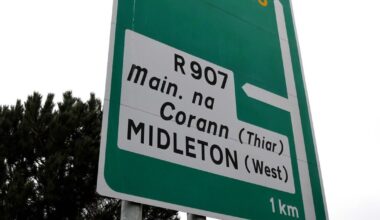 R907
Main. na
Corann (Thiar)
MIDLETON (West)
1 km